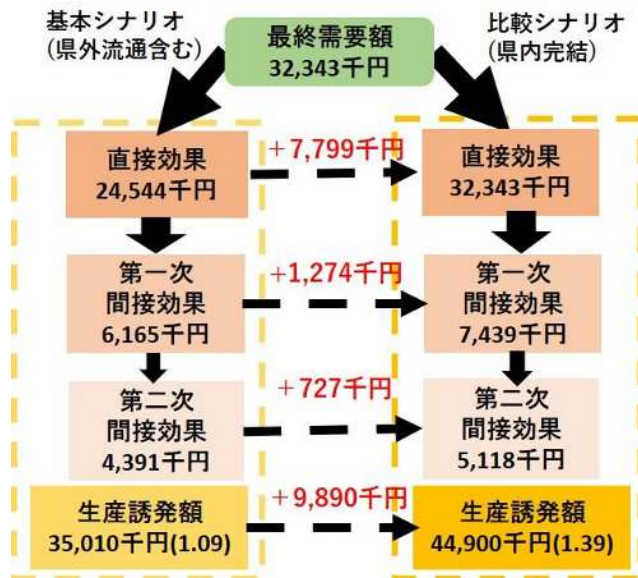 基本シナリオ
(県外流通含む)
最終需要額
32,343千円
比較シナリオ
(県内完結)
直接効果
24,544千円
+7,799千円
直接効果
32,343千円
第一次
間接効果
6,165千円
+1,274千円
第一次
間接効果
7,439千円
第二次
間接効果
4,391千円
+727千円
第二次
間接効果
5,118千円
生産誘発額
35,010千円(1.09)
+9,890千円
生産誘発額
44,900千円(1.39)